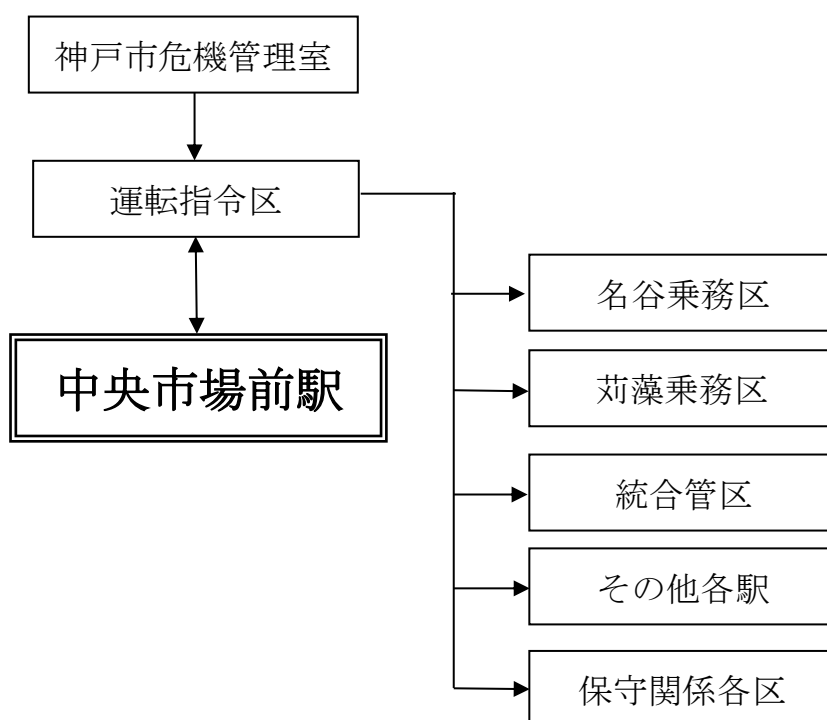 神戸市危機管理室
運転指令区
中央市場前駅
名谷乗務区
苅藻乗務区
統合管区
その他各駅
保守関係各区